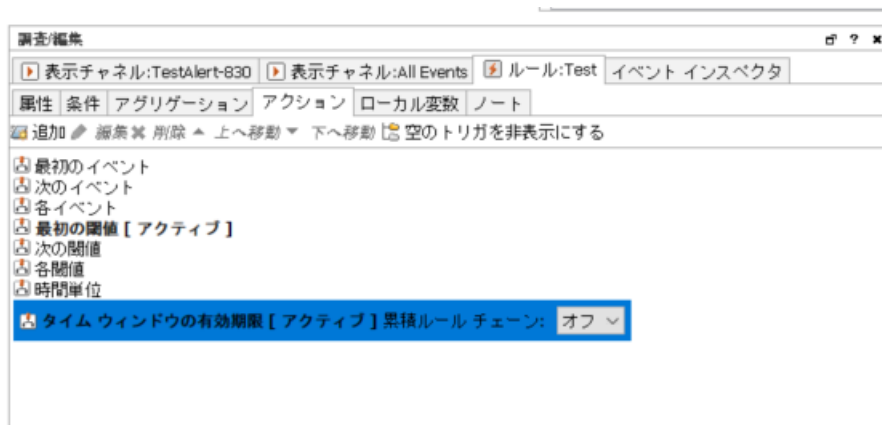 調査/編集
表示チャネル:TestAlert-830 表示チャネル:All Events ルール:Test イベント インスペクタ
属性 条件 アグリゲーション アクション ローカル変数 ノート
追加 編集 削除 上へ移動 下へ移動 空のトリガを非表示にする
最初のイベント
次のイベント
各イベント
最初の閾値 [ アクティブ ]
次の閾値
各閾値
時間単位
タイム ウィンドウの有効期限 [ アクティブ ] 累積ルール チェーン: オフ